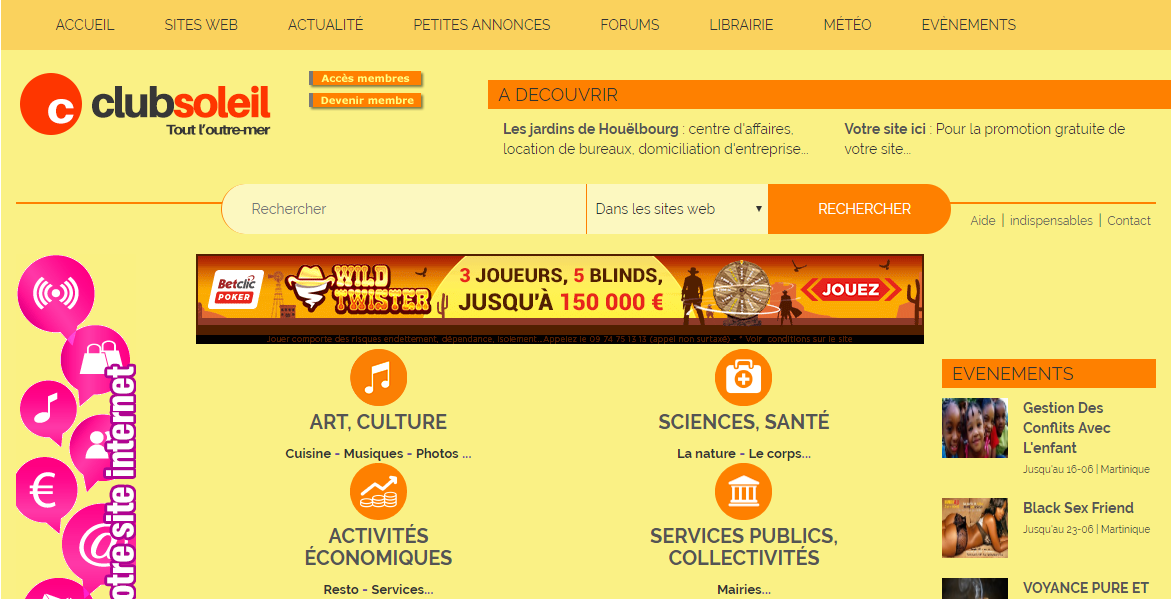 ACCUEIL SITES WEB ACTUALITÉ PETITES ANNONCES FORUMS LIBRAIRIE MÉTÉO EVÈNEMENTS
c clubsoleil
Tout l'outre-mer
Accès membres
Devenir membre
A DECOUVRIR
Les jardins de Houëlbourg : centre d'affaires,
location de bureaux, domiciliation d'entreprise...
Votre site ici : Pour la promotion gratuite de
votre site...
Rechercher
Dans les sites web
RECHERCHER
Aide | indispensables | Contact
Betclic
POKER
WILD
TWISTER
3 JOUEURS, 5 BLINDS,
JUSQU'À 150 000 €
JOUEZ
Jouer comporte des risques endettement, dépendance, isolement...Appelez le 09 74 75 13 13 (appel non surtaxé) - * Voir conditions sur le site
otre site internet
ART, CULTURE
Cuisine - Musiques - Photos ...
SCIENCES, SANTÉ
La nature - Le corps...
ACTIVITÉS
ÉCONOMIQUES
Resto - Services...
SERVICES PUBLICS,
COLLECTIVITÉS
Mairies...
EVENEMENTS
Gestion Des
Conflits Avec
L'enfant
Jusqu'au 16-06 | Martinique
Black Sex Friend
Jusqu'au 23-06 | Martinique
VOYANCE PURE ET